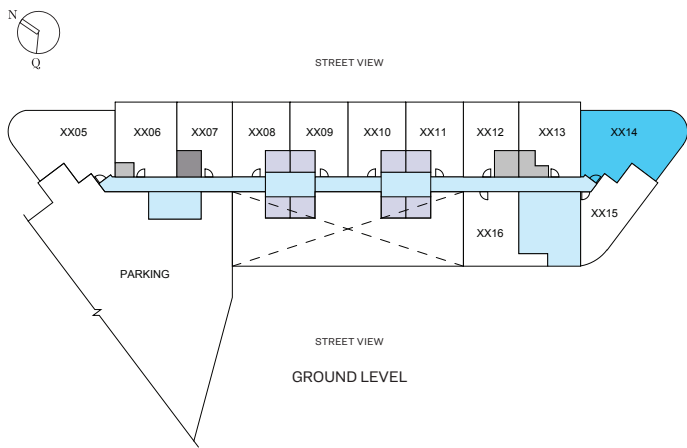 N
Q
STREET VIEW
XX05 XX06 XX07 XX08 XX09 XX10 XX11 XX12 XX13 XX14
XX15
XX16
PARKING
STREET VIEW
GROUND LEVEL